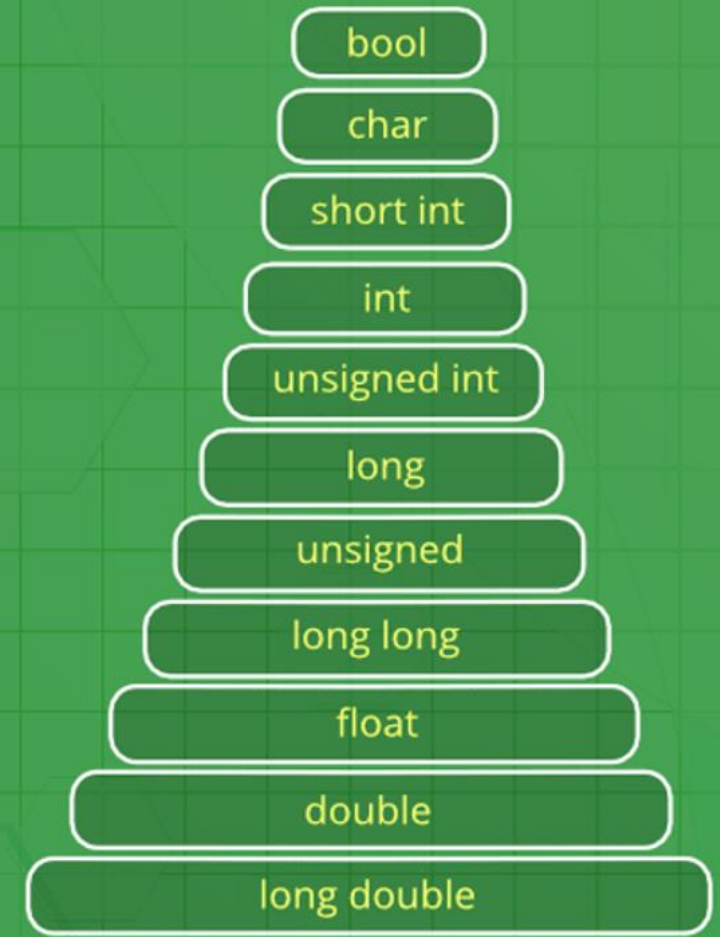 bool
char
short int
int
unsigned int
long
unsigned
long long
float
double
long double